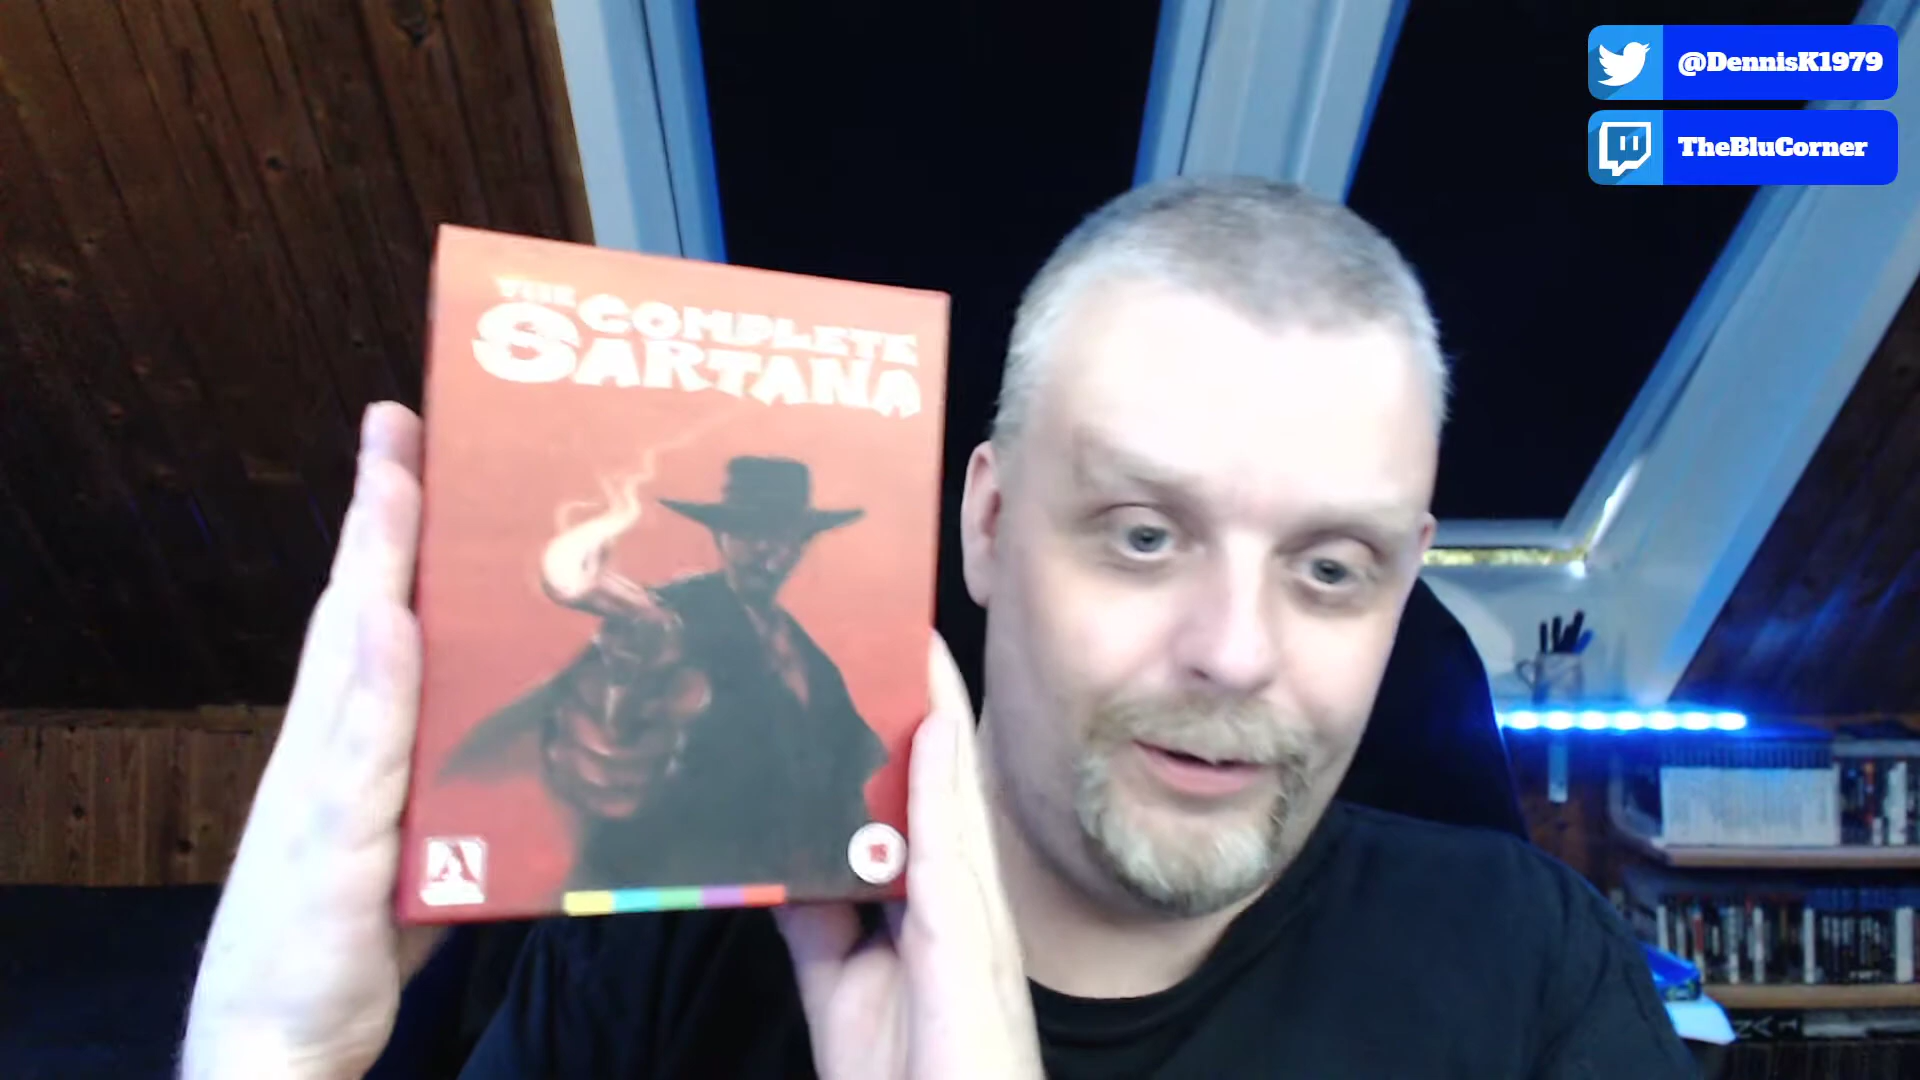 @DennisK1979
TheBluCorner
THE COMPLETE
SARTANA